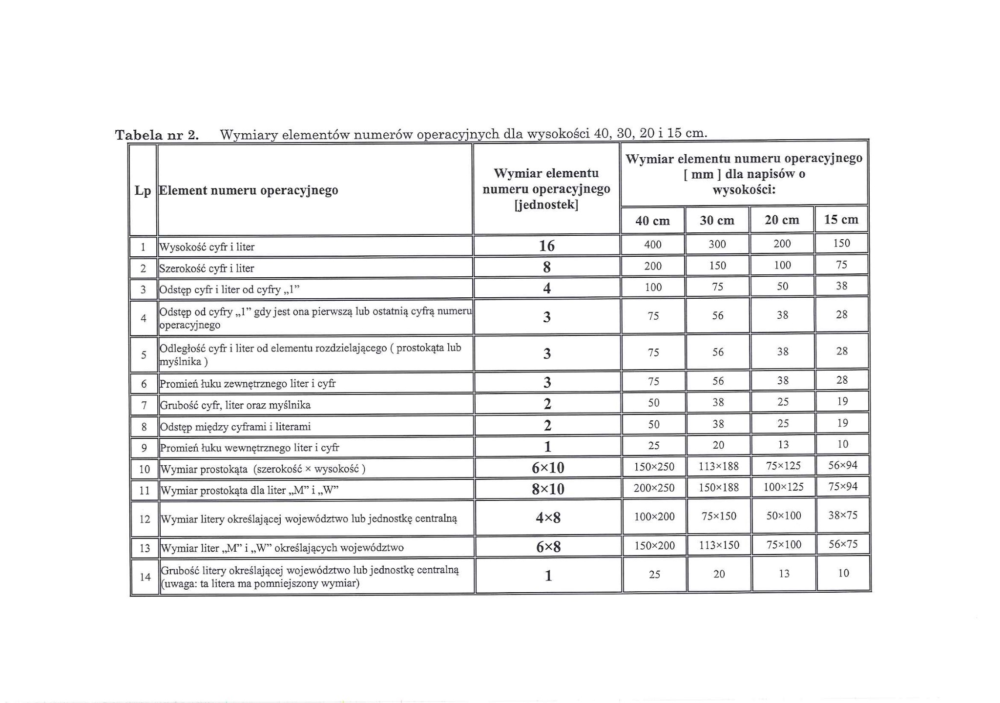 Tabela nr 2. Wymiary elementów numerów operacyjnych dla wysokości 40, 30, 20 i 15 cm.
Lp
Element numeru operacyjnego
Wymiar elementu
numeru operacyjnego
[jednostek]
Wymiar elementu numeru operacyjnego
[ mm ] dla napisów o
wysokości:
40 cm 30 cm 20 cm 15 cm
1 Wysokość cyfr i liter 16 400 300 200 150
2 Szerokość cyfr i liter 8 200 150 100 75
3 Odstęp cyfr i liter od cyfry „1” 4 100 75 50 38
4 Odstęp od cyfry „1” gdy jest ona pierwszą lub ostatnią cyfrą numeru
operacyjnego 3 75 56 38 28
5 Odległość cyfr i liter od elementu rozdzielającego ( prostokąta lub
myślnika ) 3 75 56 38 28
6 Promień łuku zewnętrznego liter i cyfr 3 75 56 38 28
7 Grubość cyfr, liter oraz myślnika 2 50 38 25 19
8 Odstęp między cyframi i literami 2 50 38 25 19
9 Promień łuku wewnętrznego liter i cyfr 1 25 20 13 10
10 Wymiar prostokąta (szerokość × wysokość ) 6×10 150×250 113×188 75×125 56×94
11 Wymiar prostokąta dla liter „M” i „W” 8×10 200×250 150×188 100×125 75×94
12 Wymiar litery określającej województwo lub jednostkę centralną 4×8 100×200 75×150 50×100 38×75
13 Wymiar liter „M” i „W” określających województwo 6×8 150×200 113×150 75×100 56×75
14 Grubość litery określającej województwo lub jednostkę centralną
(uwaga: ta litera ma pomniejszony wymiar) 1 25 20 13 10